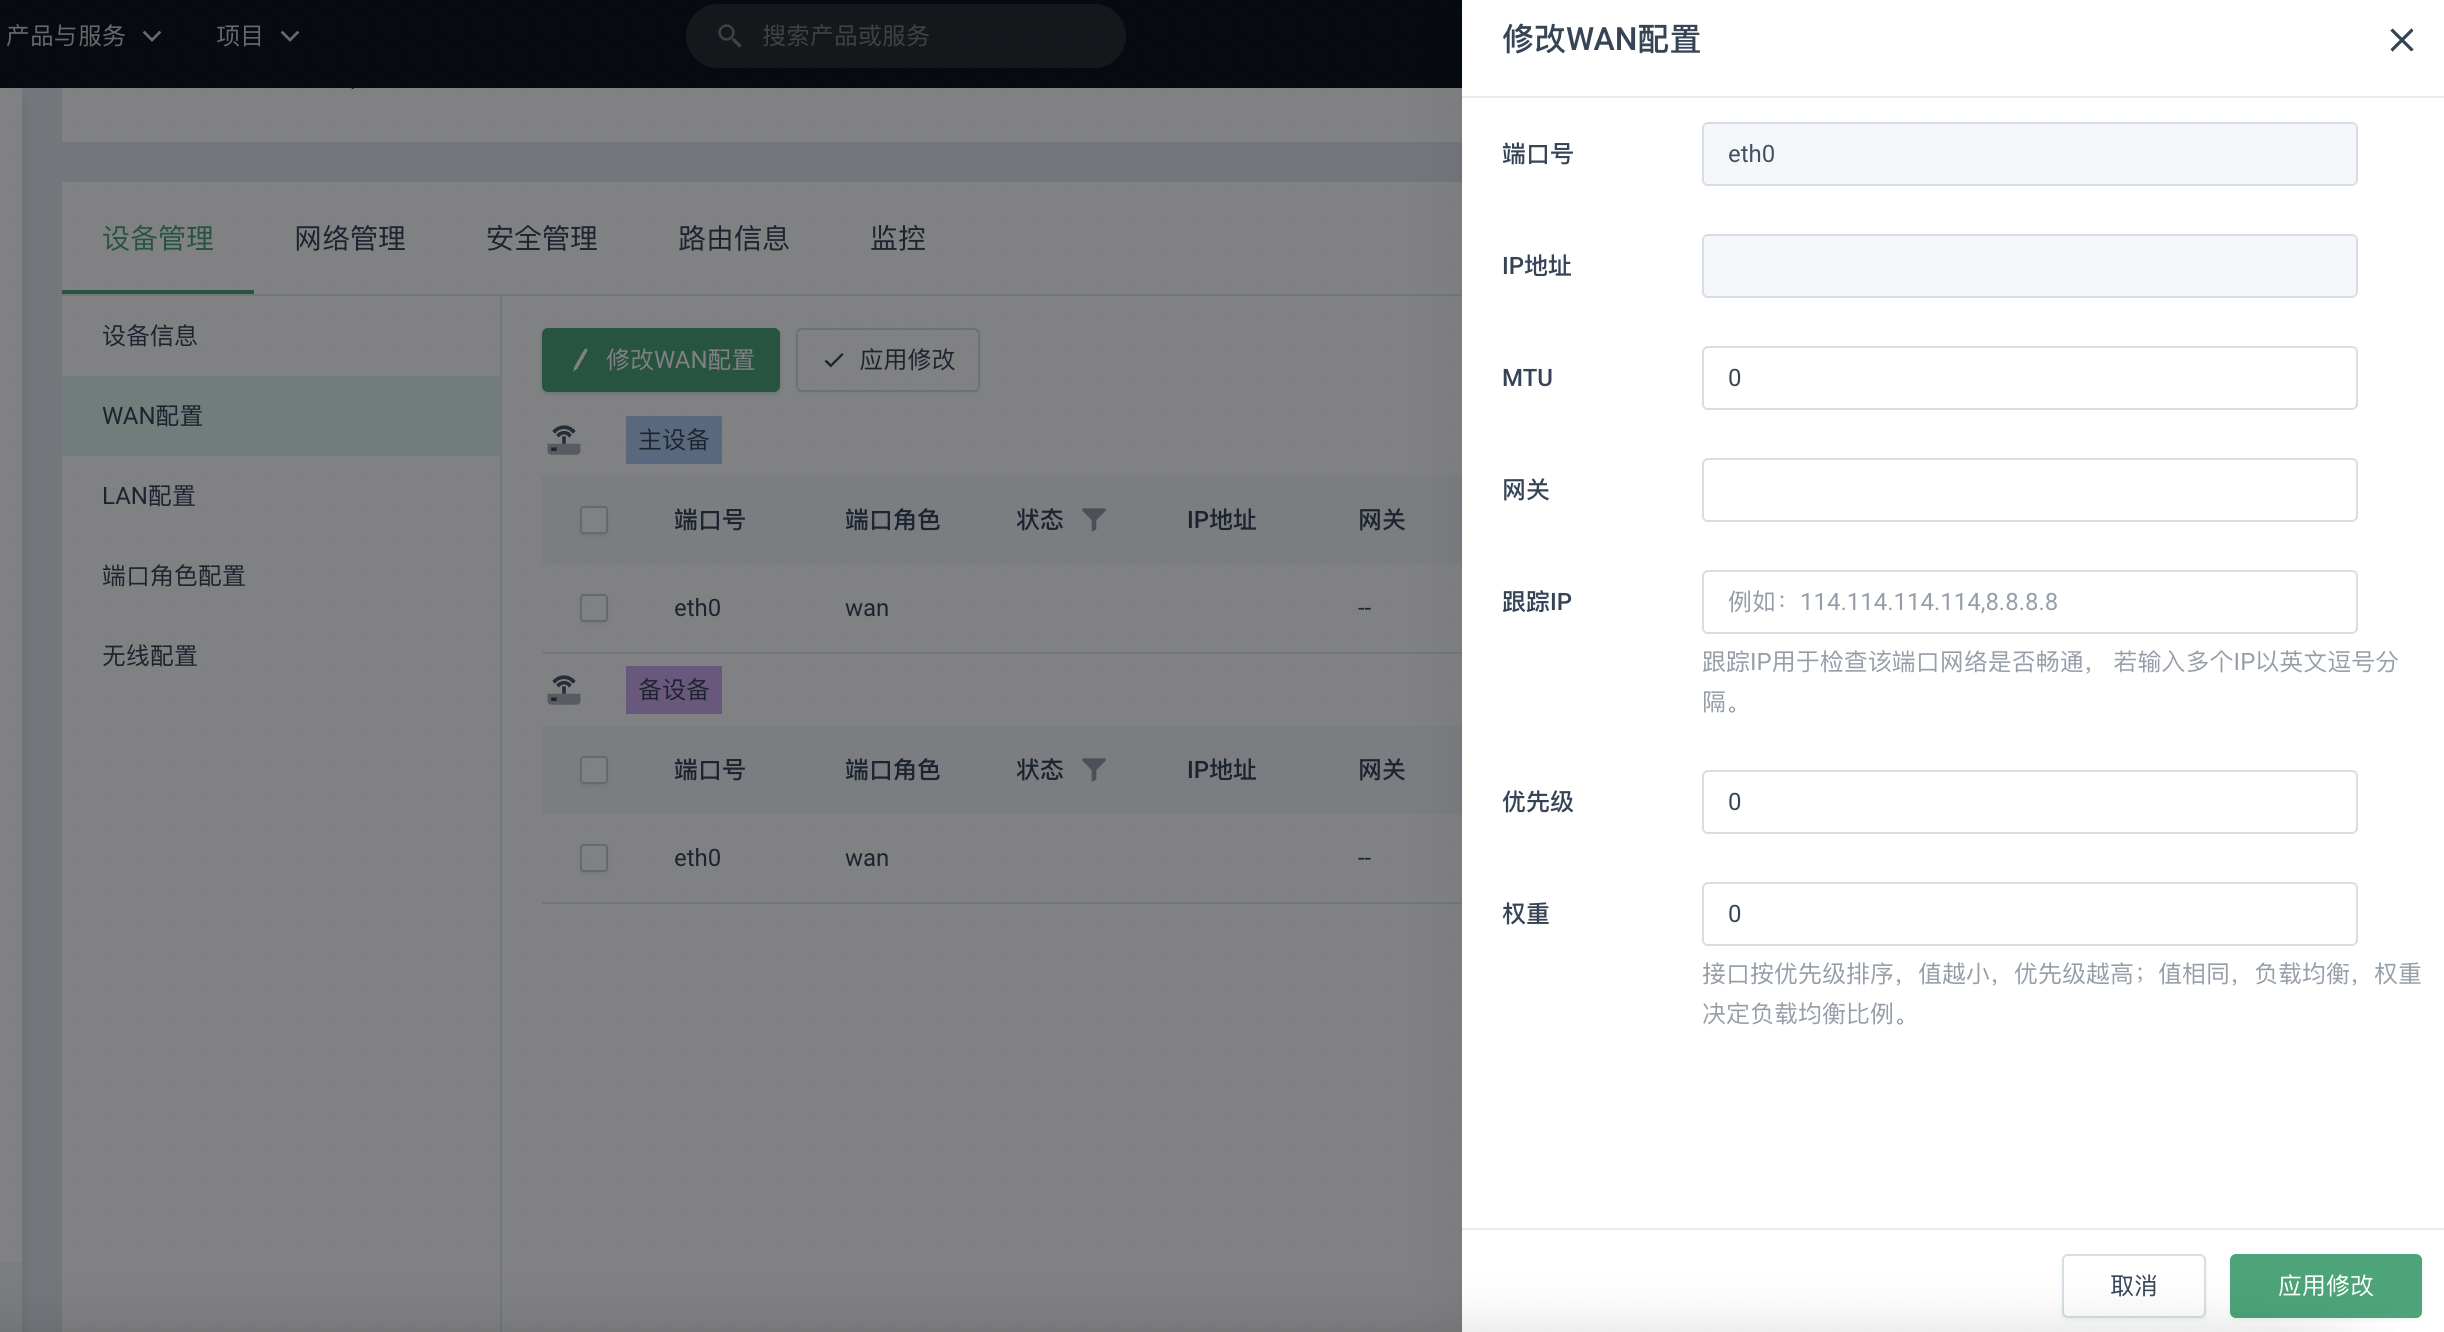 产品与服务
项目
搜索产品或服务
设备管理
网络管理
安全管理
路由信息
监控
设备信息
WAN配置
LAN配置
端口角色配置
无线配置
修改WAN配置
应用修改
主设备
端口号 端口角色 状态 IP地址 网关
eth0 wan --
备设备
端口号 端口角色 状态 IP地址 网关
eth0 wan --
修改WAN配置
端口号 eth0
IP地址
MTU 0
网关
跟踪IP 例如：114.114.114.114,8.8.8.8
跟踪IP用于检查该端口网络是否畅通， 若输入多个IP以英文逗号分
隔。
优先级 0
权重 0
接口按优先级排序，值越小，优先级越高；值相同，负载均衡，权重
决定负载均衡比例。
取消
应用修改